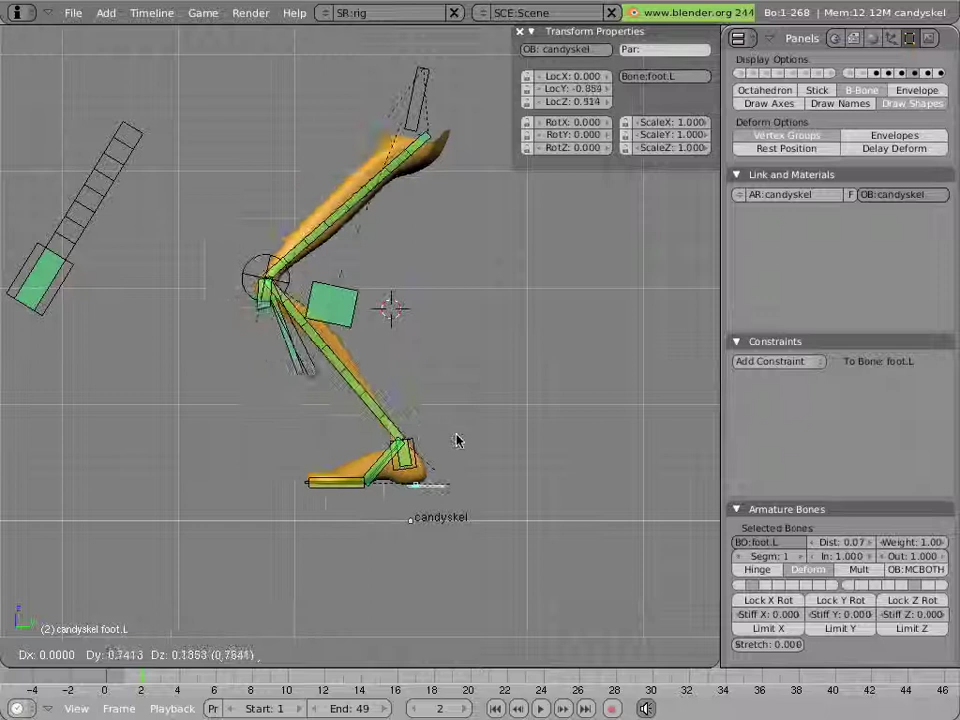 File Add Timeline Game Render Help SR:rig SCE:Scene www.blender.org 244 Bo:1-268 | Mem:12.12M candyskel
Transform Properties
OB: candyskel Par:
LocX: 0.000 Bone:foot.L
LocY: -0.859
LocZ: 0.914
RotX: 0.000 ScaleX: 1.000
RotY: 0.000 ScaleY: 1.000
RotZ: 0.000 ScaleZ: 1.000
Panels
Display Options:
Octahedron Stick B-Bone Envelope
Draw Axes Draw Names Draw Shapes
Deform Options
Vertex Groups Envelopes
Rest Position Delay Deform
Link and Materials
AR:candyskel F OB:candyskel
Constraints
Add Constraint To Bone: foot.L
Armature Bones
Selected Bones:
BO:foot.L Dist: 0.07 Weight: 1.00
Segm: 1 In: 1.000 Out: 1.000
Hinge Deform Mult OB:MCBOTH
Lock X Rot Lock Y Rot Lock Z Rot
Stiff X: 0.000 Stiff Y: 0.000 Stiff Z: 0.000
Limit X Limit Y Limit Z
Stretch: 0.000
candyskel
(2) candyskel foot.L
Dx: 0.0000 Dy: 0.7413 Dz: 0.1853 (0.7641)
-4 -2 0 2 4 6 8 10 12 14 16 18 20 22 24 26 28 30 32 34 36 38 40 42 44 46
View Frame Playback Pr Start: 1 End: 49 2